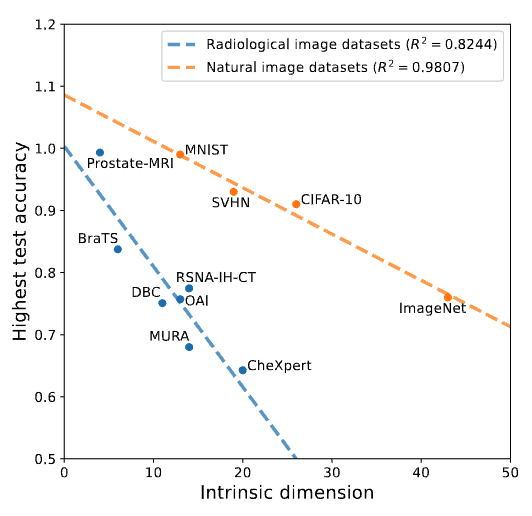 1.2
1.1
1.0
0.9
0.8
0.7
0.6
0.5
Highest test accuracy
Radiological image datasets (R² = 0.8244)
Natural image datasets (R² = 0.9807)
MNIST
Prostate-MRI
CIFAR-10
SVHN
BraTS
RSNA-IH-CT
DBC
OAI
ImageNet
MURA
CheXpert
0 10 20 30 40 50
Intrinsic dimension